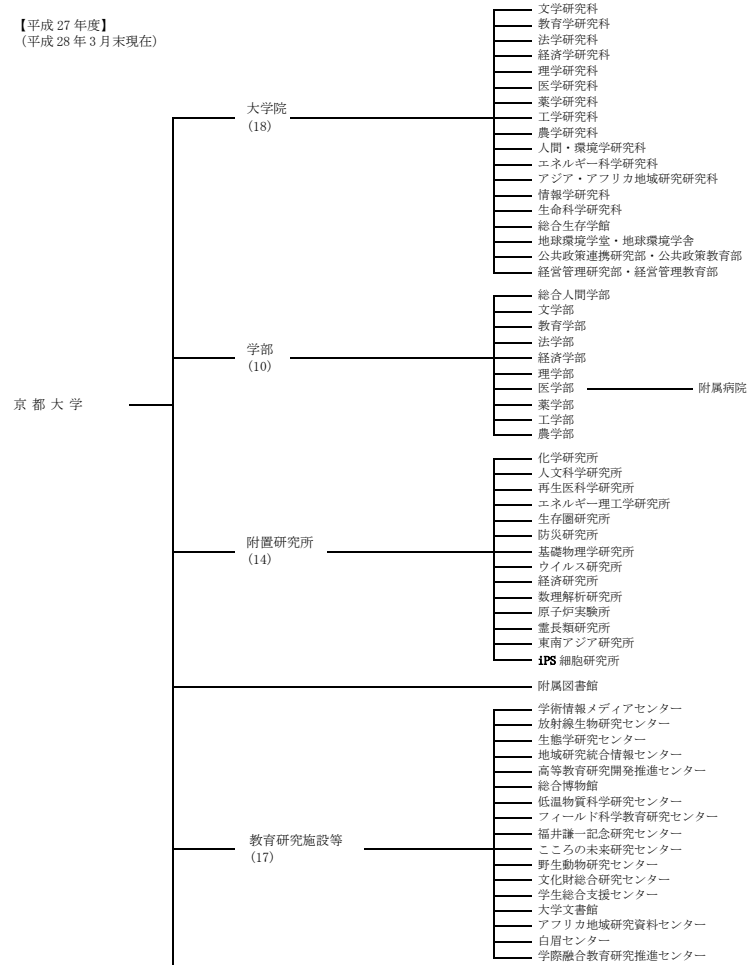 【平成 27 年度】
（平成 28 年 3 月末現在）
京 都 大 学
大学院
(18)
文学研究科
教育学研究科
法学研究科
経済学研究科
理学研究科
医学研究科
薬学研究科
工学研究科
農学研究科
人間・環境学研究科
エネルギー科学研究科
アジア・アフリカ地域研究研究科
情報学研究科
生命科学研究科
総合生存学館
地球環境学堂・地球環境学舎
公共政策連携研究部・公共政策教育部
経営管理研究部・経営管理教育部
学部
(10)
総合人間学部
文学部
教育学部
法学部
経済学部
理学部
医学部
附属病院
薬学部
工学部
農学部
附置研究所
(14)
化学研究所
人文科学研究所
再生医科学研究所
エネルギー理工学研究所
生存圏研究所
防災研究所
基礎物理学研究所
ウイルス研究所
経済研究所
数理解析研究所
原子炉実験所
霊長類研究所
東南アジア研究所
iPS 細胞研究所
附属図書館
教育研究施設等
(17)
学術情報メディアセンター
放射線生物研究センター
生態学研究センター
地域研究統合情報センター
高等教育研究開発推進センター
総合博物館
低温物質科学研究センター
フィールド科学教育研究センター
福井謙一記念研究センター
こころの未来研究センター
野生動物研究センター
文化財総合研究センター
学生総合支援センター
大学文書館
アフリカ地域研究資料センター
白眉センター
学際融合教育研究推進センター